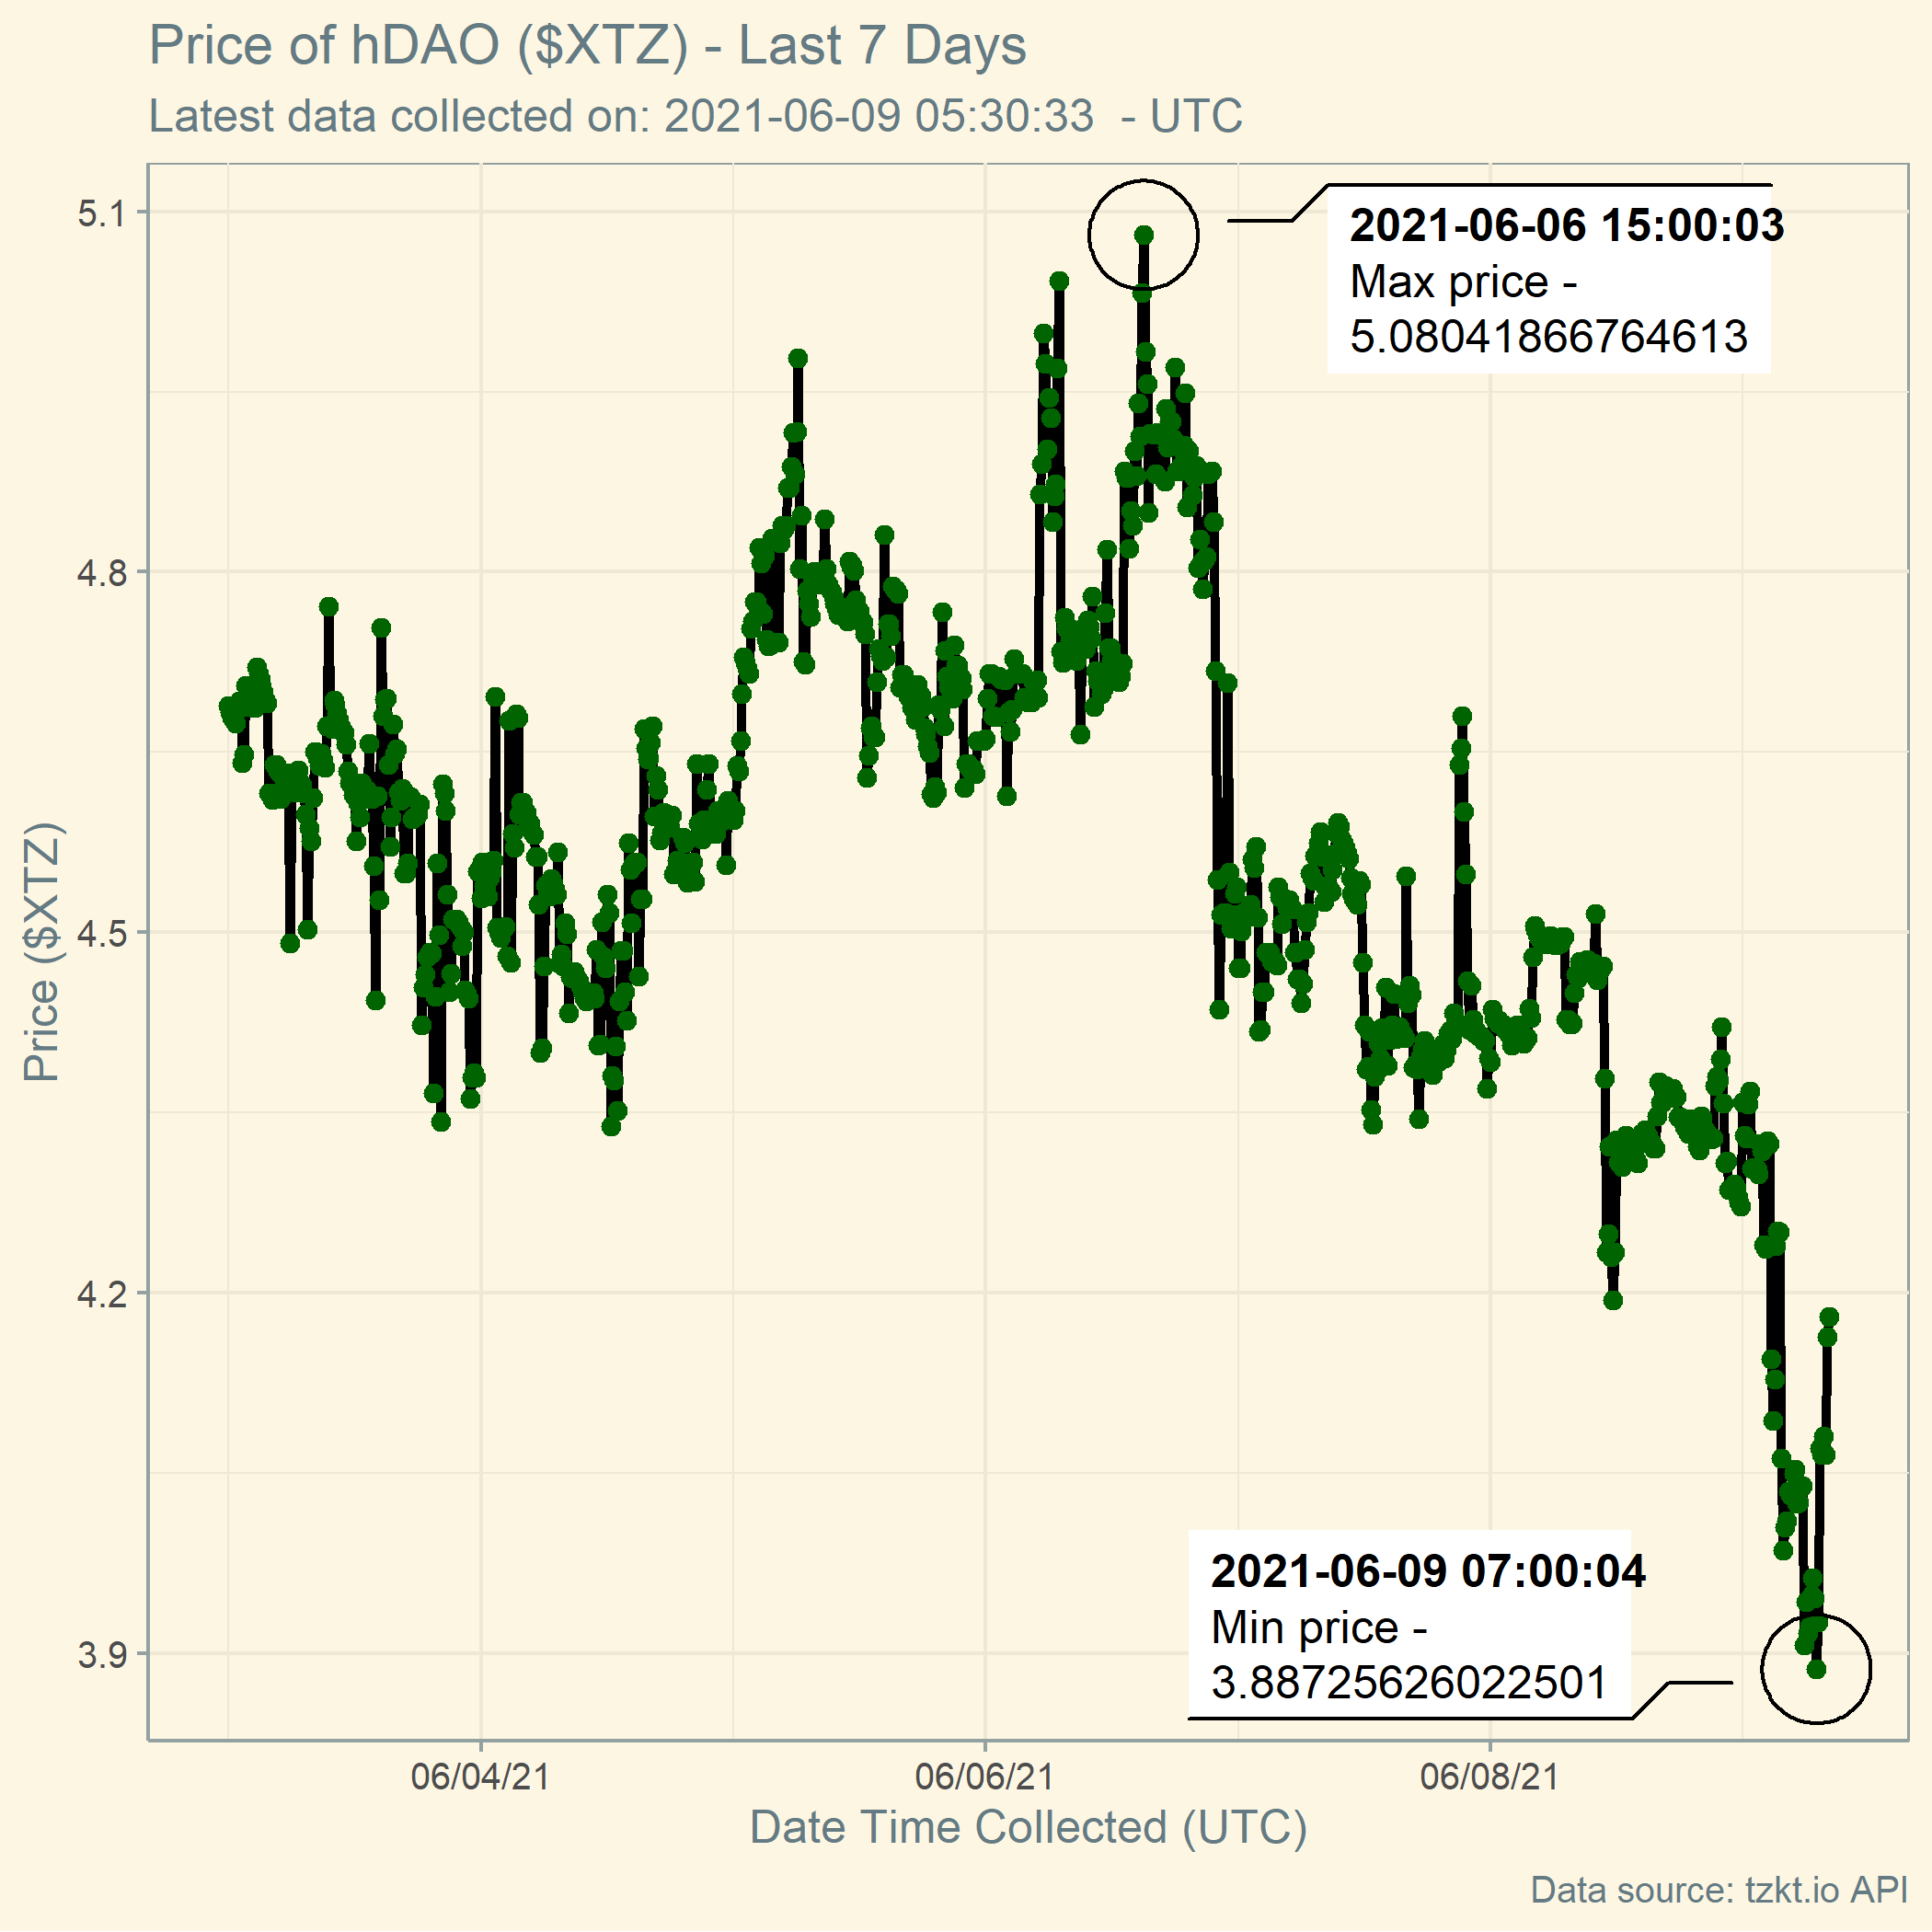 Price of hDAO ($XTZ) - Last 7 Days
Latest data collected on: 2021-06-09 05:30:33  - UTC
5.1
4.8
4.5
4.2
3.9
Price ($XTZ)
2021-06-06 15:00:03
Max price -
5.08041866764613
2021-06-09 07:00:04
Min price -
3.88725626022501
06/04/21
06/06/21
06/08/21
Date Time Collected (UTC)
Data source: tzkt.io API